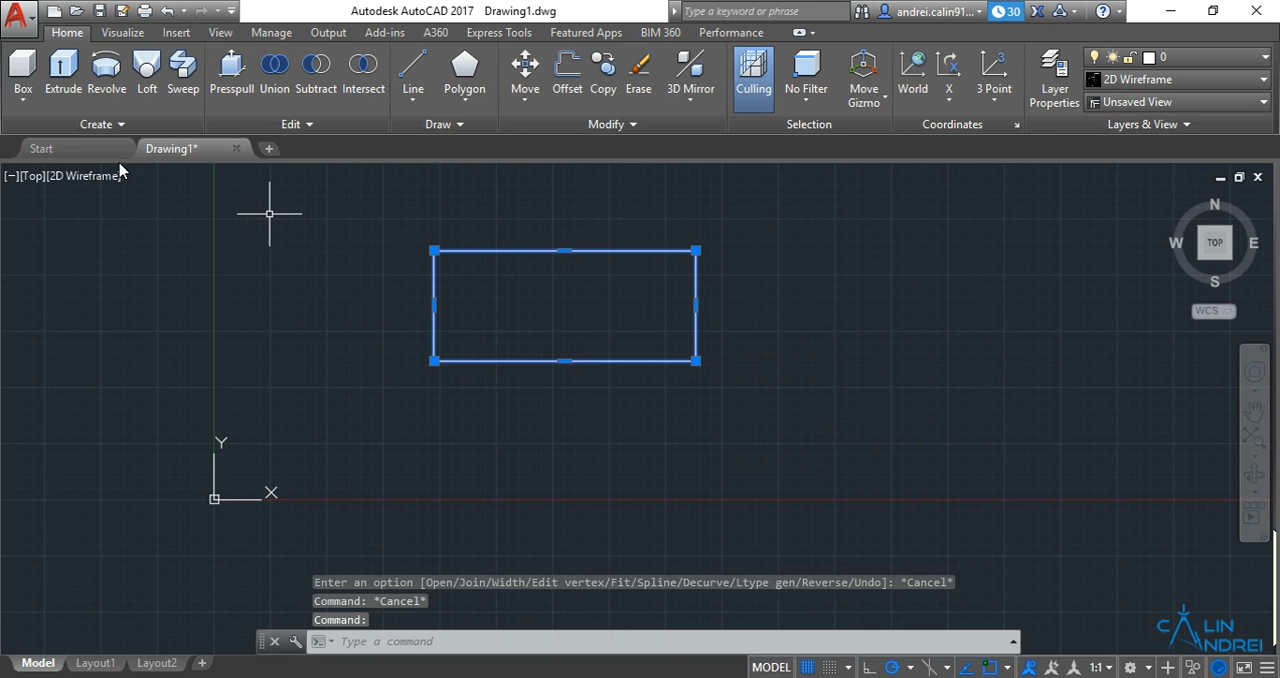 Autodesk AutoCAD 2017 Drawing1.dwg
Type a keyword or phrase
andrei.calin91...
30
Home Visualize Insert View Manage Output Add-ins A360 Express Tools Featured Apps BIM 360 Performance
Box Extrude Revolve Loft Sweep
Presspull Union Subtract Intersect
Line Polygon
Move Offset Copy Erase 3D Mirror
Culling No Filter Move Gizmo
World X 3 Point
Layer Properties
0
2D Wireframe
Unsaved View
Create Edit Draw Modify Selection Coordinates Layers & View
Start Drawing1*
[−][Top][2D Wireframe]
N
W TOP E
S
WCS
Y
X
Enter an option [Open/Join/Width/Edit vertex/Fit/Spline/Decurve/Ltype gen/Reverse/Undo]: *Cancel*
Command: *Cancel*
Command:
Type a command
CALIN
ANDREI
Model Layout1 Layout2 +
MODEL 1:1